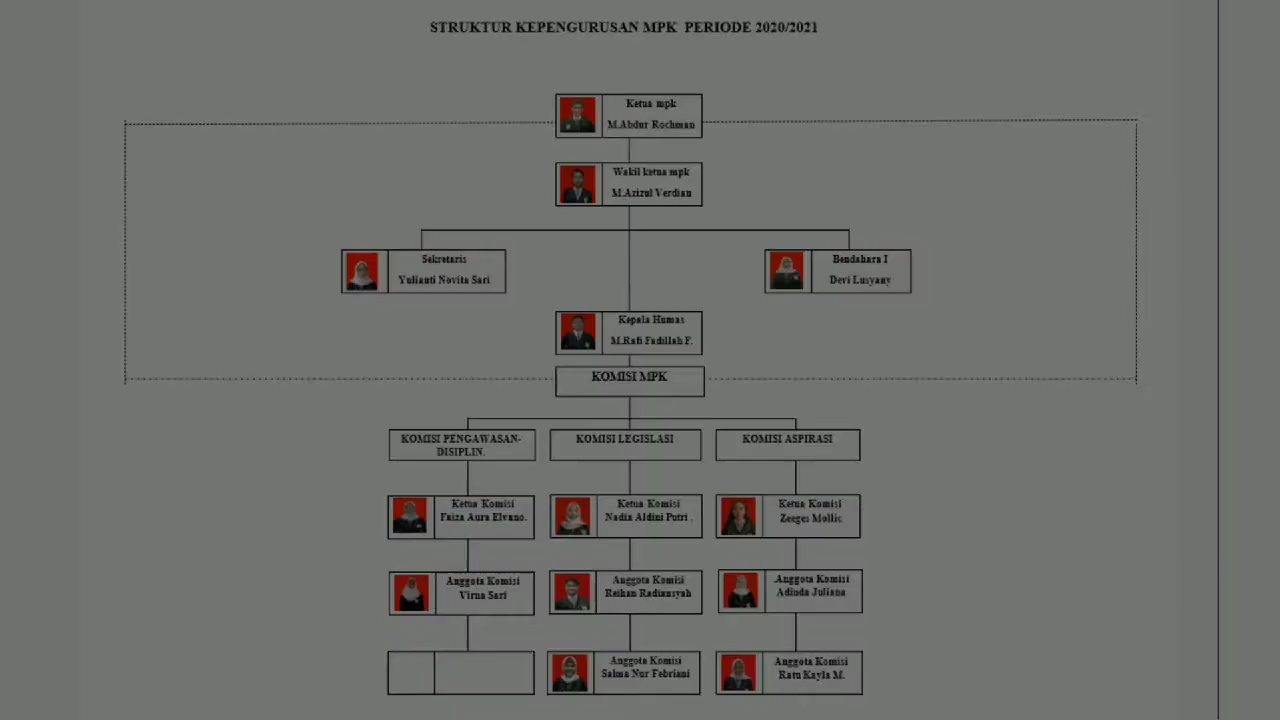 STRUKTUR KEPENGURUSAN MPK PERIODE 2020/2021
Ketua mpk
M.Abdur Rochman
Wakil ketua mpk
M.Azizul Verdian
Sekretaris
Yulianti Novita Sari
Bendahara I
Devi Lusyany
Kepala Humas
M.Rafi Fadillah F.
KOMISI MPK
KOMISI PENGAWASAN-
DISIPLIN.
KOMISI LEGISLASI
KOMISI ASPIRASI
Ketua Komisi
Faiza Aura Elvano.
Ketua Komisi
Nadia Aldini Putri .
Ketua Komisi
Zeeges Mollic
Anggota Komisi
Virna Sari
Anggota Komisi
Reihan Radiansyah
.Anggota Komisi
Adinda Juliana
Anggota Komisi
Salma Nur Febriani
Anggota Komisi
Ratu Kayla M.